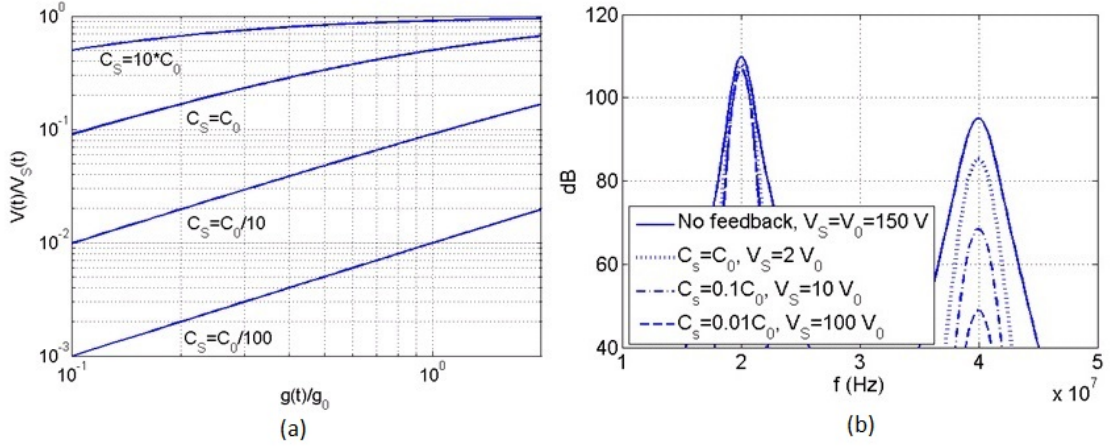 10^0
10^-1
10^-2
10^-3
V(t)/V_S(t)
C_S=10*C_0
C_S=C_0
C_S=C_0/10
C_S=C_0/100
10^-1
10^0
g(t)/g_0
(a)
120
100
80
60
40
dB
No feedback, V_S=V_0=150 V
C_s=C_0, V_S=2 V_0
C_s=0.1C_0, V_S=10 V_0
C_s=0.01C_0, V_S=100 V_0
1 2 3 4 5
f (Hz)
x 10^7
(b)